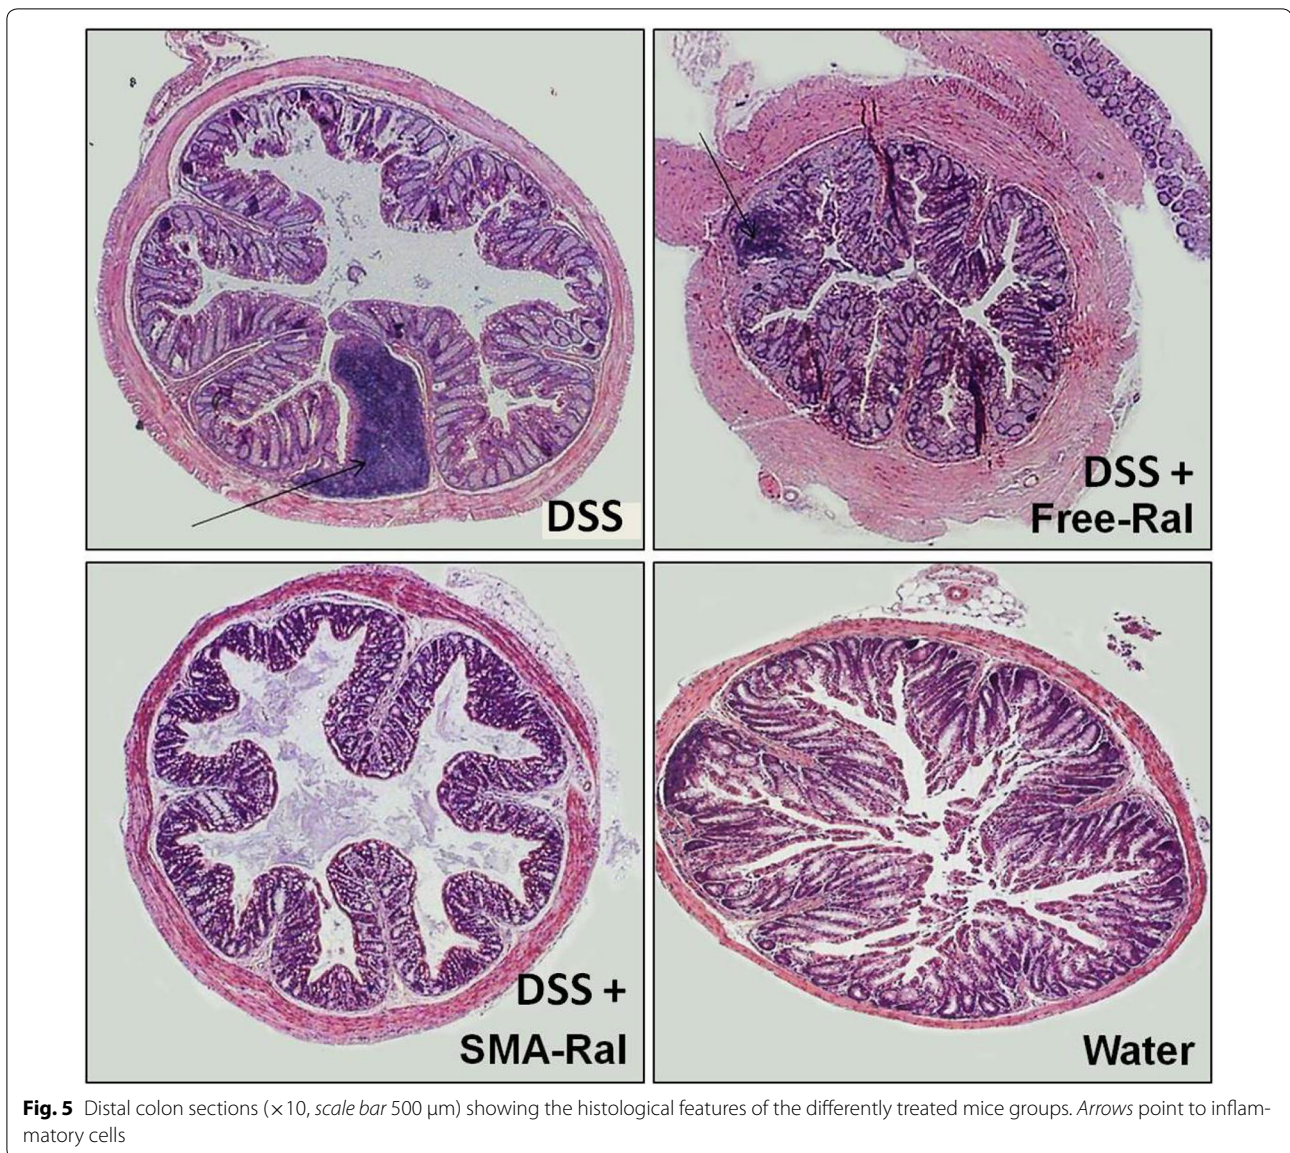 DSS
DSS +
Free-Ral
DSS +
SMA-Ral
Water
Fig. 5 Distal colon sections (×10, scale bar 500 μm) showing the histological features of the differently treated mice groups. Arrows point to inflam-
matory cells